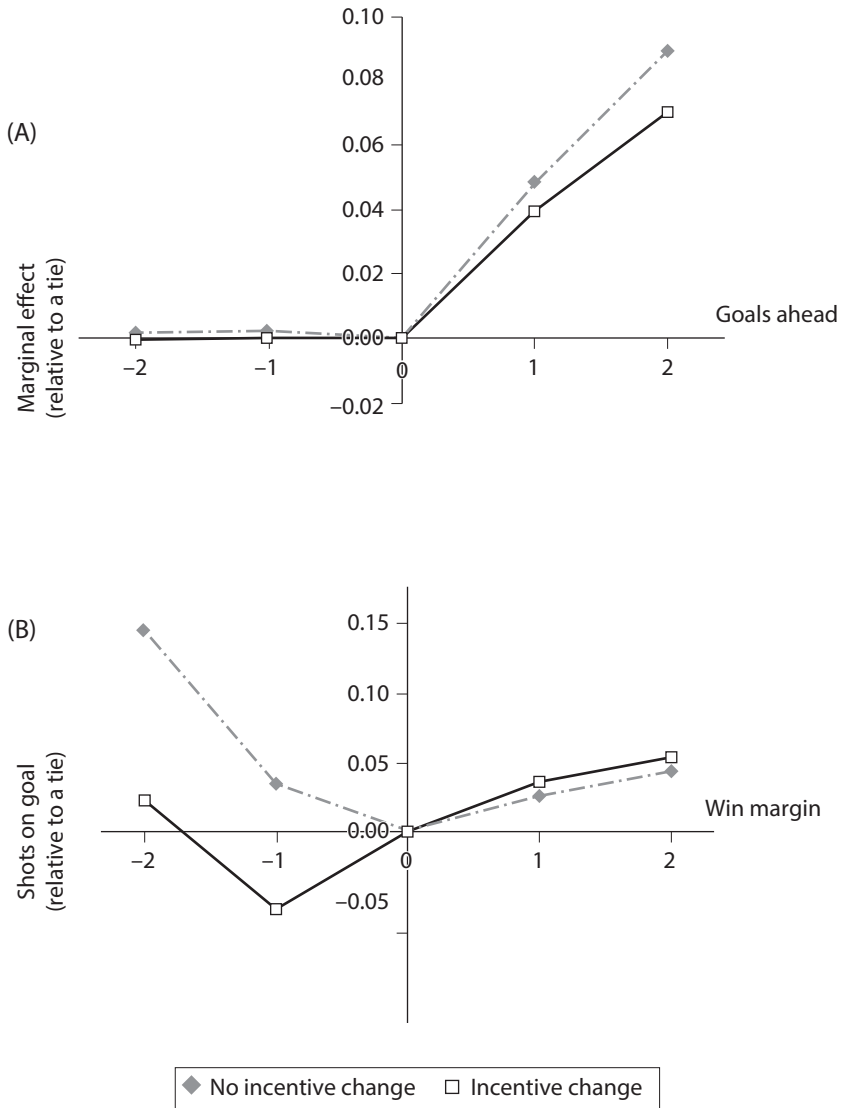 (A)
Marginal effect
(relative to a tie)
0.10
0.08
0.06
0.04
0.02
0.00
–0.02
–2
–1
0
1
2
Goals ahead
(B)
Shots on goal
(relative to a tie)
0.15
0.10
0.05
0.00
–0.05
–2
–1
0
1
2
Win margin
No incentive change
Incentive change